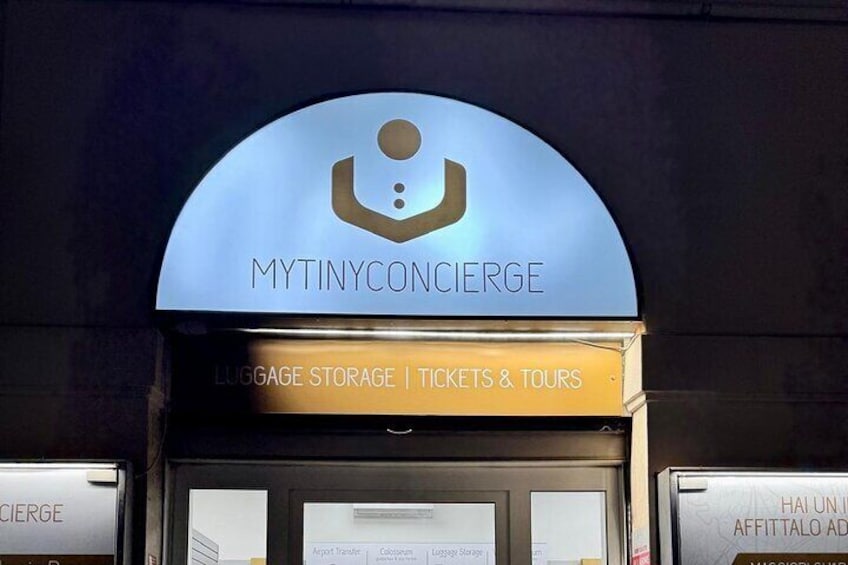 MYTINYCONCIERGE
LUGGAGE STORAGE | TICKETS & TOURS
CIERGE
HAI UN I
AFFITTALO AD
Airport Transfer
Colosseum
Luggage Storage